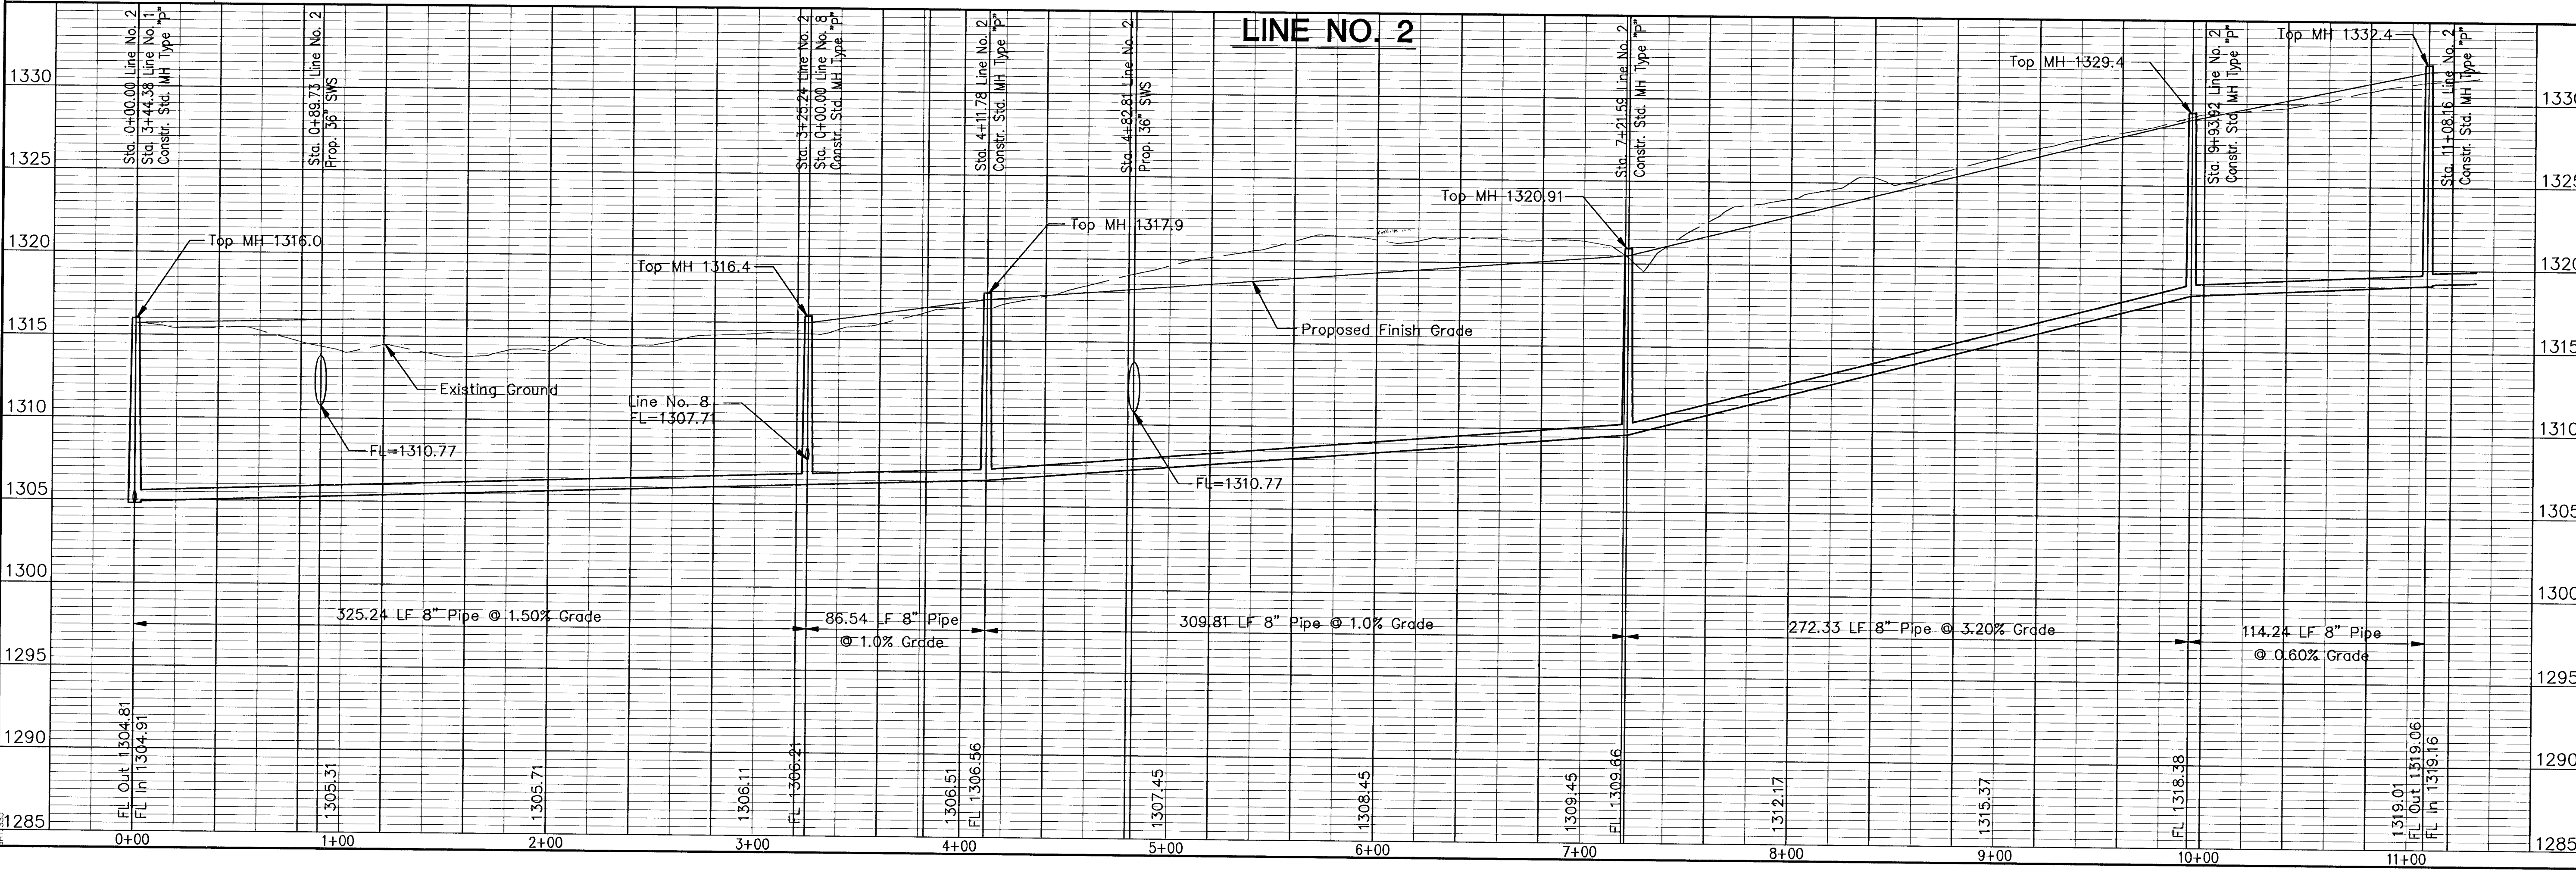 LINE NO. 2
Sta. 0+00.00 Line No. 2
Sta. 3+44.38 Line No. 1
Constr. Std. MH Type "P"
Sta. 0+89.73 Line No. 2
Prop. 36" SWS
Sta. 3+25.24 Line No. 2
Sta. 0+00.00 Line No. 8
Constr. Std. MH Type "P"
Sta. 4+11.78 Line No. 2
Constr. Std. MH Type "P"
Sta. 4+82.81 Line No. 2
Prop. 36" SWS
Sta. 7+21.59 Line No. 2
Constr. Std. MH Type "P"
Sta. 9+93.92 Line No. 2
Constr. Std. MH Type "P"
Sta. 11+08.16 Line No. 2
Constr. Std. MH Type "P"
Top MH 1316.0
Top MH 1316.4
Top MH 1317.9
Top MH 1320.91
Top MH 1329.4
Top MH 1332.4
Existing Ground
Proposed Finish Grade
FL=1310.77
Line No. 8
FL=1307.71
FL=1310.77
1330
1325
1320
1315
1310
1305
1300
1295
1290
1285
1330
1325
1320
1315
1310
1305
1300
1295
1290
1285
325.24 LF 8" Pipe @ 1.50% Grade
86.54 LF 8" Pipe
@ 1.0% Grade
309.81 LF 8" Pipe @ 1.0% Grade
272.33 LF 8" Pipe @ 3.20% Grade
114.24 LF 8" Pipe
@ 0.60% Grade
FL Out 1304.81
FL In 1304.91
1305.31
1305.71
1306.11
FL 1306.21
1306.51
FL 1306.56
1307.45
1308.45
1309.45
FL 1309.66
1312.17
1315.37
FL 1318.38
1319.01
FL Out 1319.06
FL In 1319.16
0+00
1+00
2+00
3+00
4+00
5+00
6+00
7+00
8+00
9+00
10+00
11+00